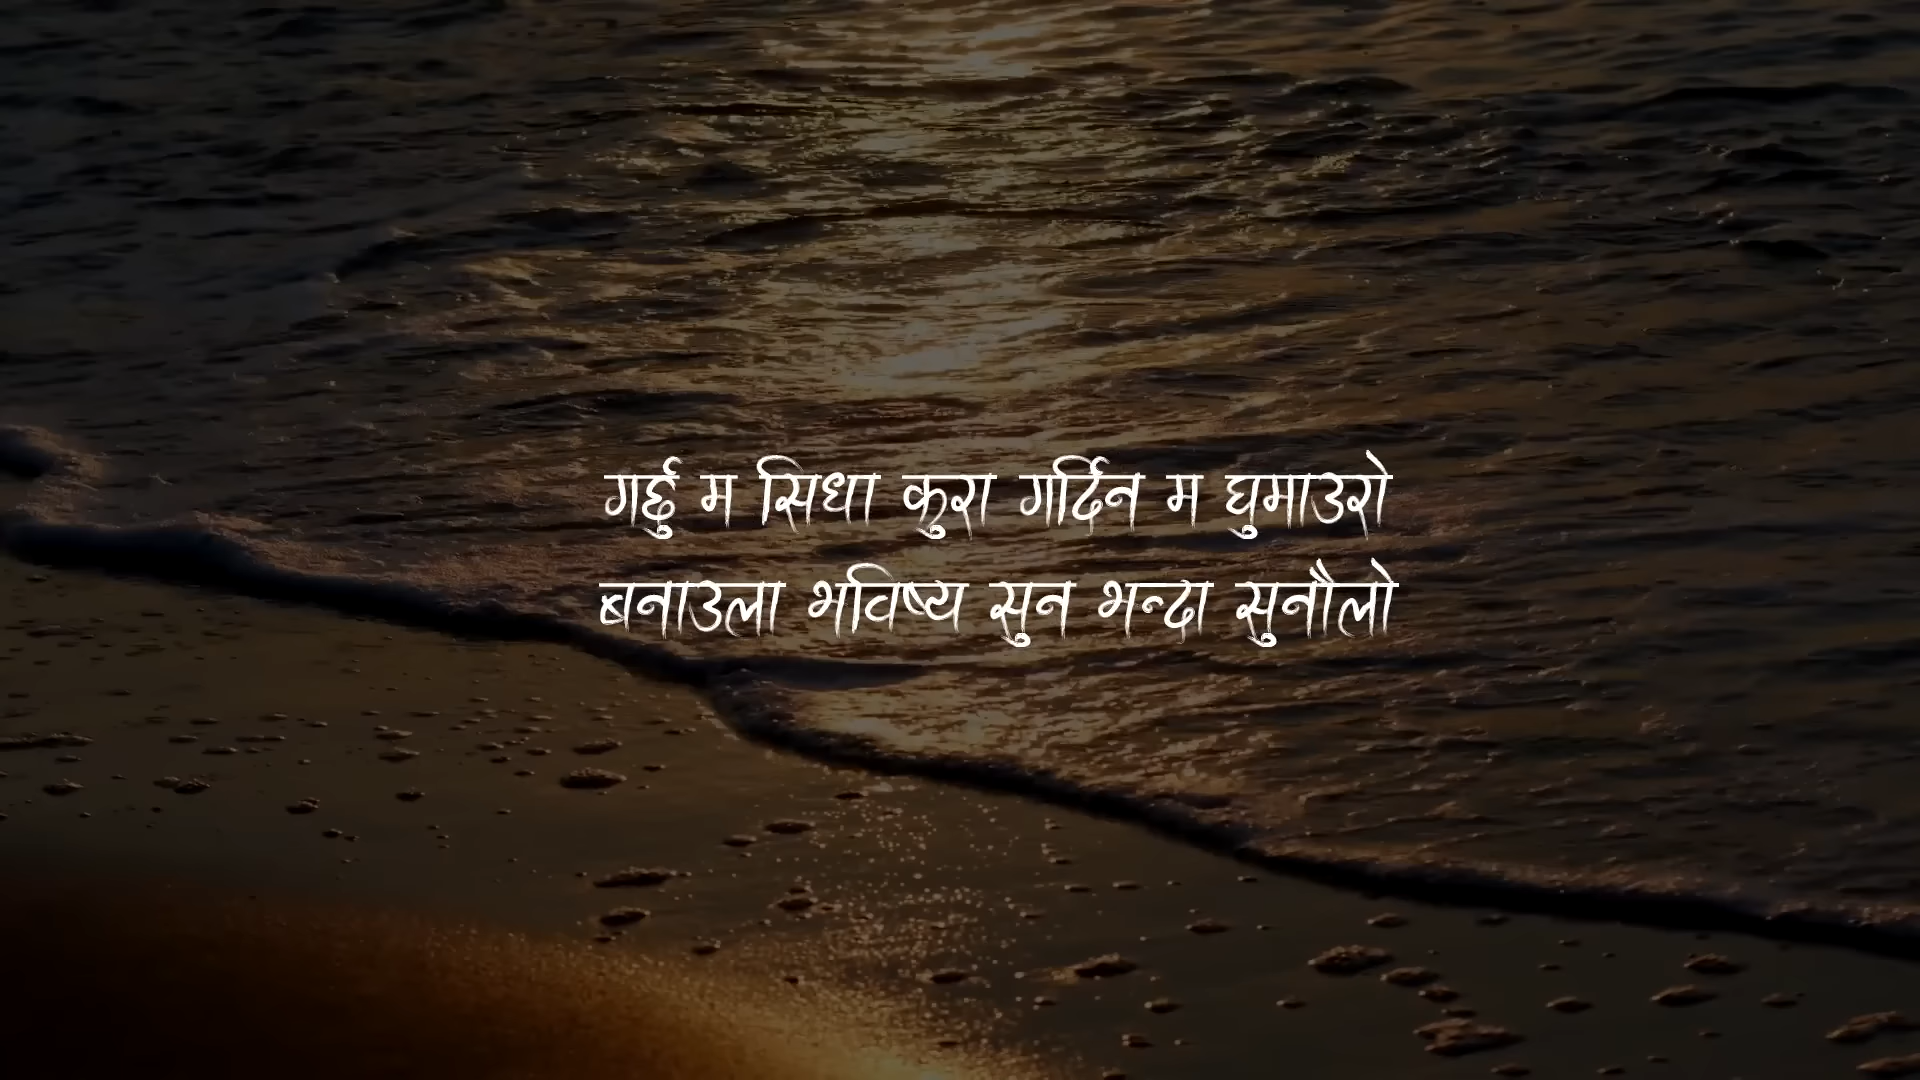 गर्छु म सिधा कुरा गर्दिन म घुमाउरो
बनाउला भविष्य सुन भन्दा सुनौलो